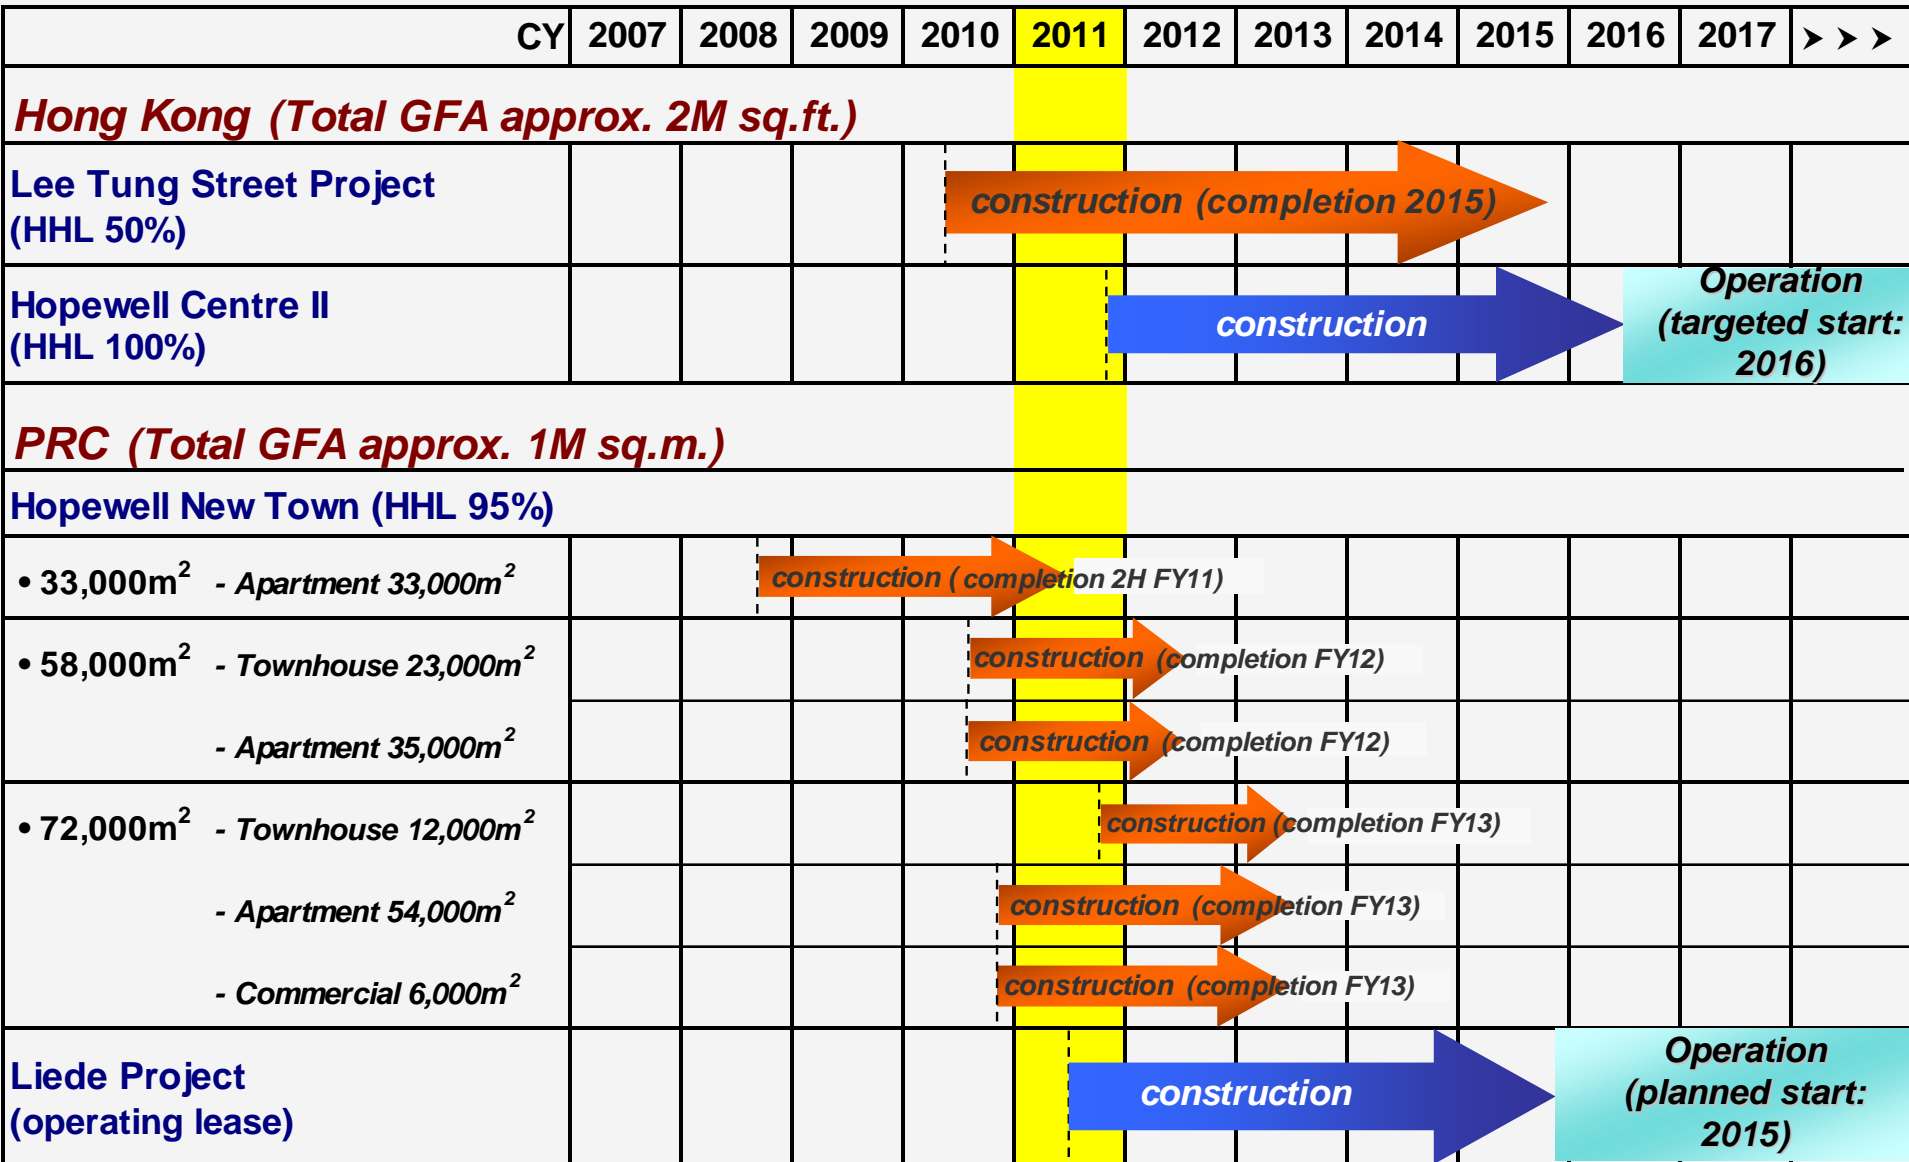 CY 2007 2008 2009 2010 2011 2012 2013 2014 2015 2016 2017 ➤ ➤ ➤
Hong Kong (Total GFA approx. 2M sq.ft.)
Lee Tung Street Project
(HHL 50%)
construction (completion 2015)
Hopewell Centre II
(HHL 100%)
construction
Operation
(targeted start:
2016)
PRC (Total GFA approx. 1M sq.m.)
Hopewell New Town (HHL 95%)
• 33,000m² - Apartment 33,000m²
construction (completion 2H FY11)
• 58,000m² - Townhouse 23,000m²
construction (completion FY12)
- Apartment 35,000m²
construction (completion FY12)
• 72,000m² - Townhouse 12,000m²
construction (completion FY13)
- Apartment 54,000m²
construction (completion FY13)
- Commercial 6,000m²
construction (completion FY13)
Liede Project
(operating lease)
construction
Operation
(planned start:
2015)